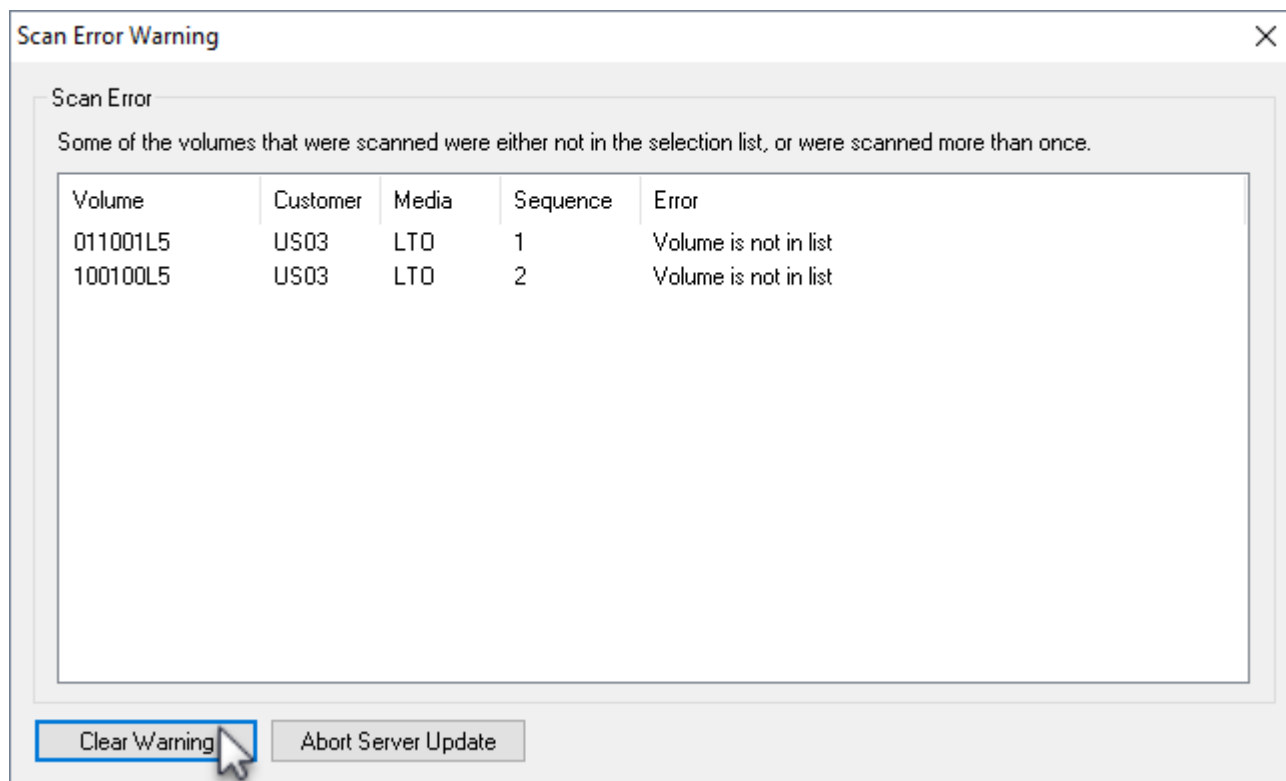 Scan Error Warning
Scan Error
Some of the volumes that were scanned were either not in the selection list, or were scanned more than once.
Volume Customer Media Sequence Error
011001L5 US03 LTO 1 Volume is not in list
100100L5 US03 LTO 2 Volume is not in list
Clear Warning Abort Server Update